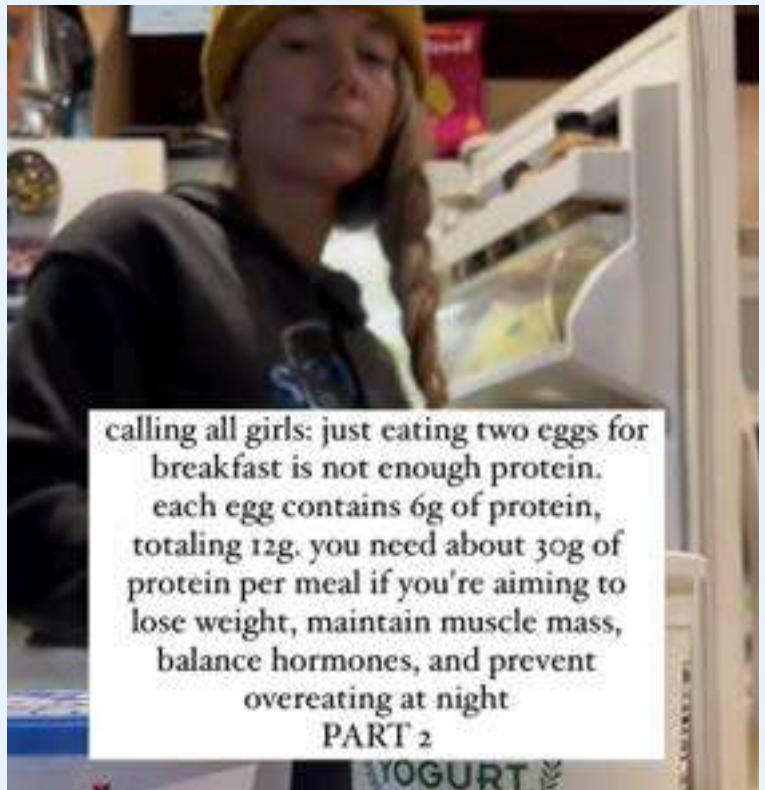 calling all girls: just eating two eggs for
breakfast is not enough protein.
each egg contains 6g of protein,
totaling 12g. you need about 30g of
protein per meal if you're aiming to
lose weight, maintain muscle mass,
balance hormones, and prevent
overeating at night
PART 2
YOGURT